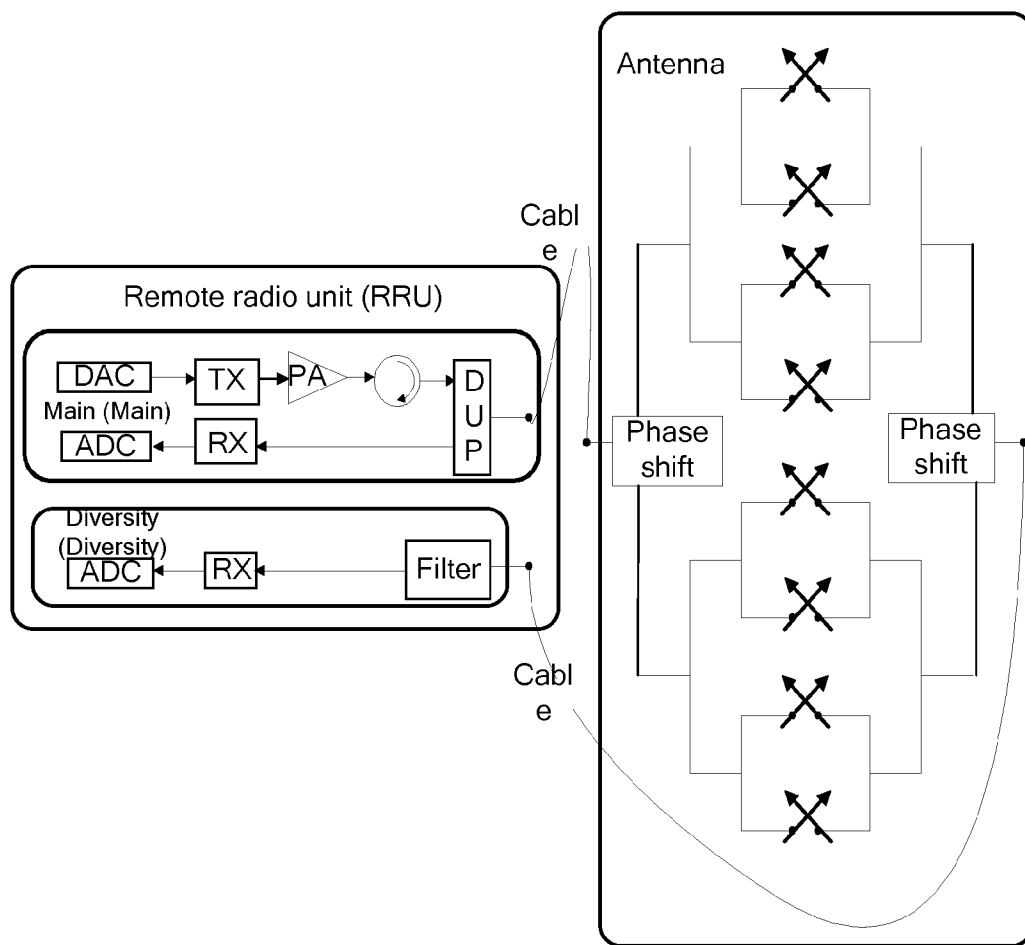 Antenna
Cabl
e
Remote radio unit (RRU)
DAC
TX
PA
D
U
P
Main (Main)
ADC
RX
Phase
shift
Phase
shift
Diversity
(Diversity)
ADC
RX
Filter
Cabl
e